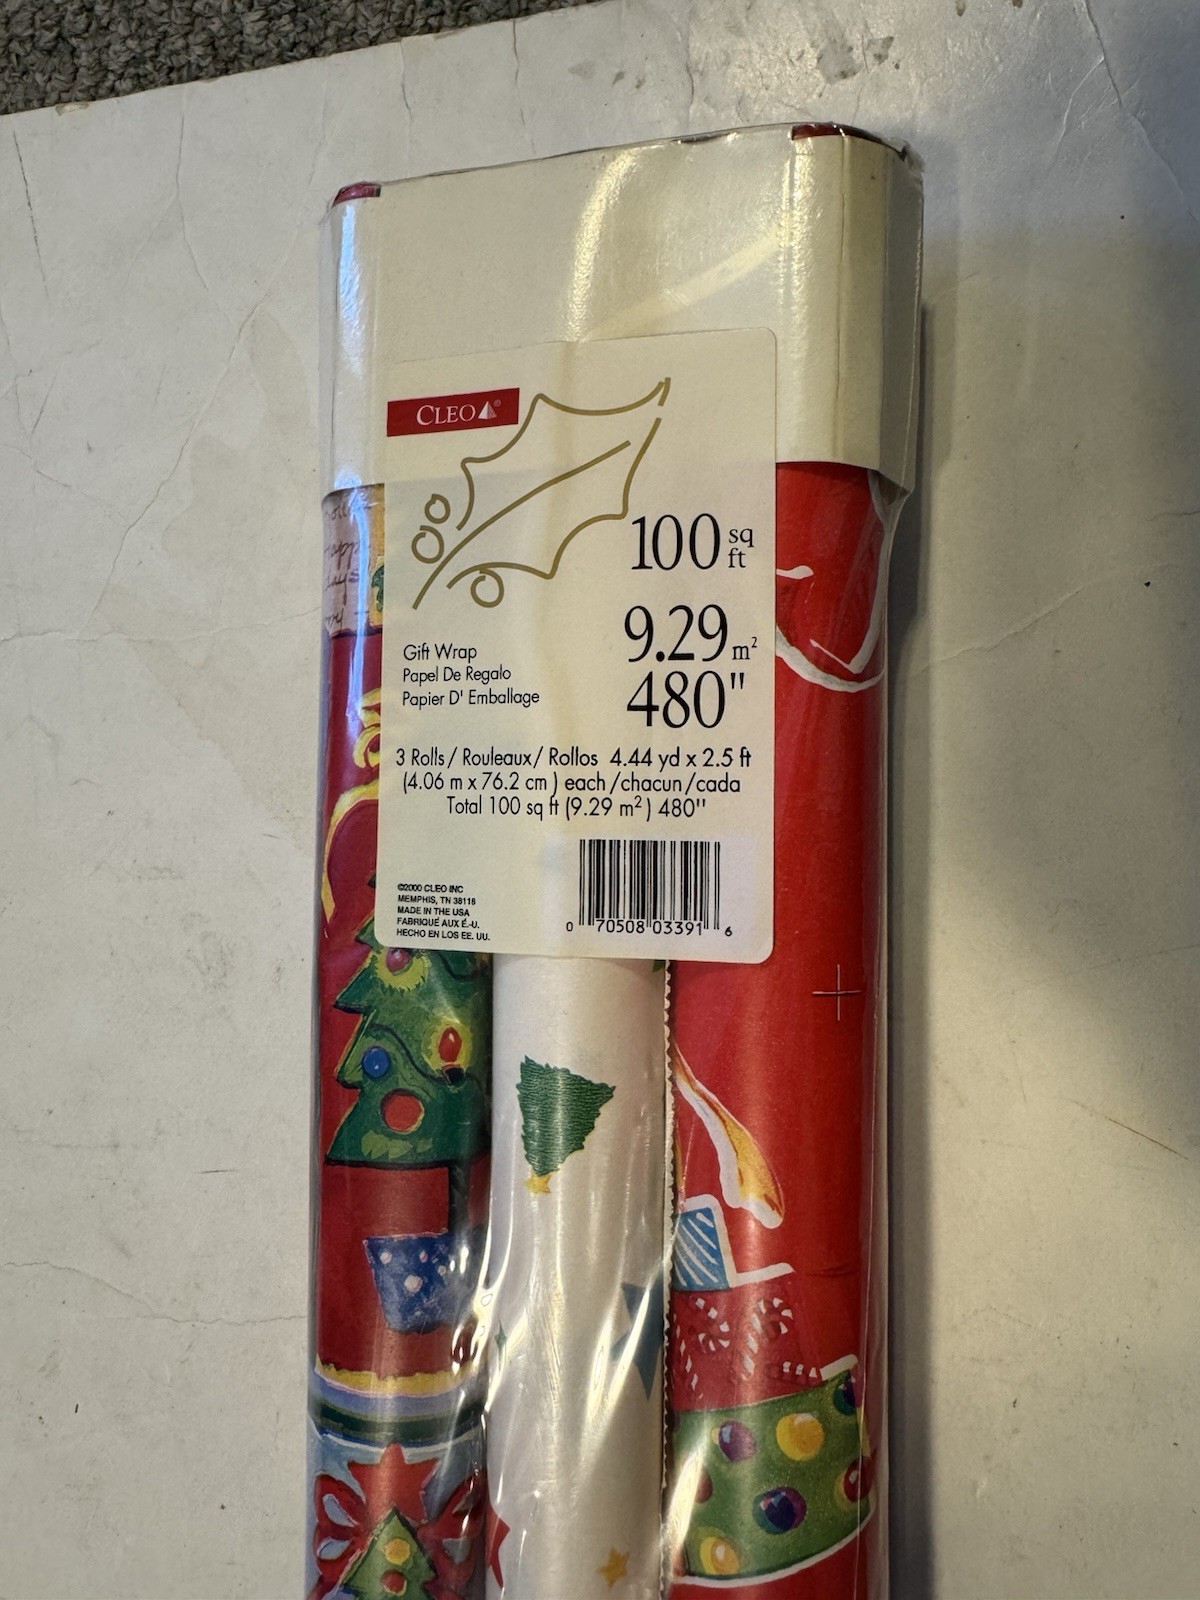 CLEO®
100 sq ft
9.29 m²
480"
Gift Wrap
Papel De Regalo
Papier D' Emballage
3 Rolls / Rouleaux / Rollos 4.44 yd x 2.5 ft
(4.06 m x 76.2 cm ) each /chacun /cada
Total 100 sq ft (9.29 m²) 480"
©2000 CLEO INC
MEMPHIS, TN 38118
MADE IN THE USA
FABRIQUÉ AUX É.-U.
HECHO EN LOS EE. UU.
0 70508 03391 6